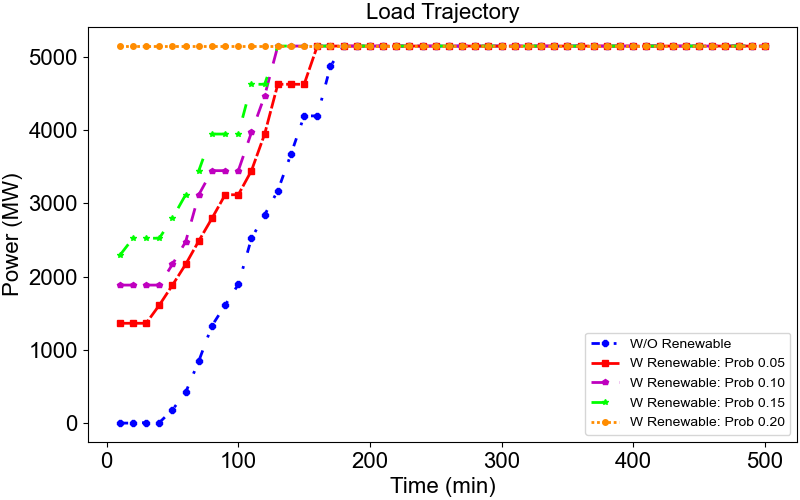 Load Trajectory
Power (MW)
5000
4000
3000
2000
1000
0
0 100 200 300 400 500
Time (min)
W/O Renewable
W Renewable: Prob 0.05
W Renewable: Prob 0.10
W Renewable: Prob 0.15
W Renewable: Prob 0.20